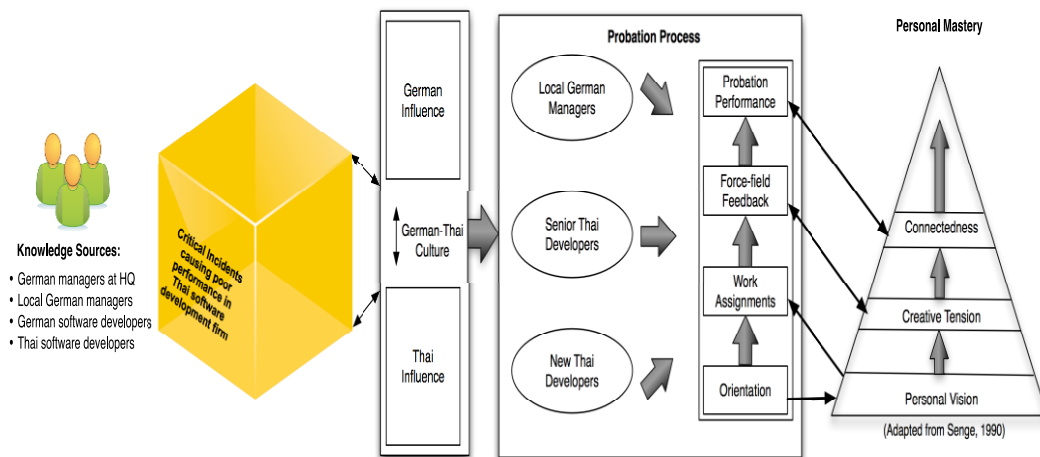 Knowledge Sources:
• German managers at HQ
• Local German managers
• German software developers
• Thai software developers
Critical Incidents
causing poor
performance in
Thai software
development firm
German
Influence
German-Thai
Culture
Thai
Influence
Probation Process
Local German
Managers
Senior Thai
Developers
New Thai
Developers
Probation
Performance
Force-field
Feedback
Work
Assignments
Orientation
Personal Mastery
Connectedness
Creative Tension
Personal Vision
(Adapted from Senge, 1990)